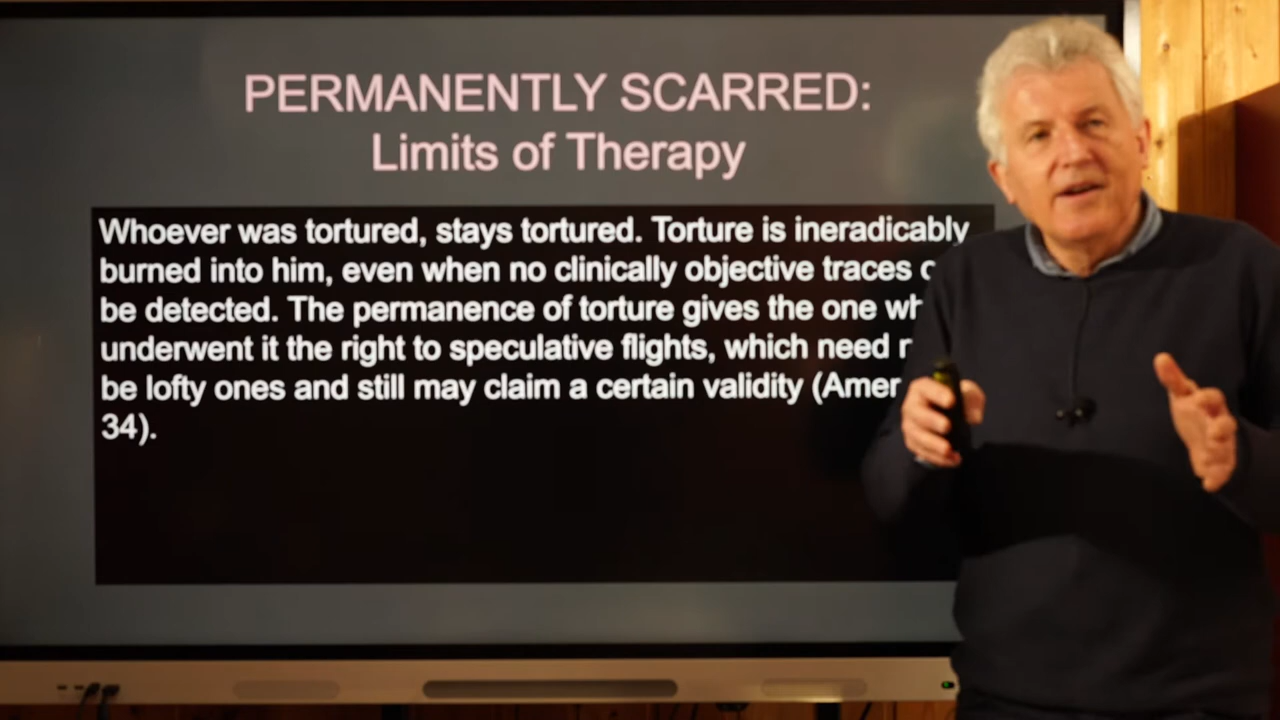 PERMANENTLY SCARRED:
Limits of Therapy
Whoever was tortured, stays tortured. Torture is ineradicably
burned into him, even when no clinically objective traces
be detected. The permanence of torture gives the one
underwent it the right to speculative flights, which need
be lofty ones and still may claim a certain validity (Amer
34).